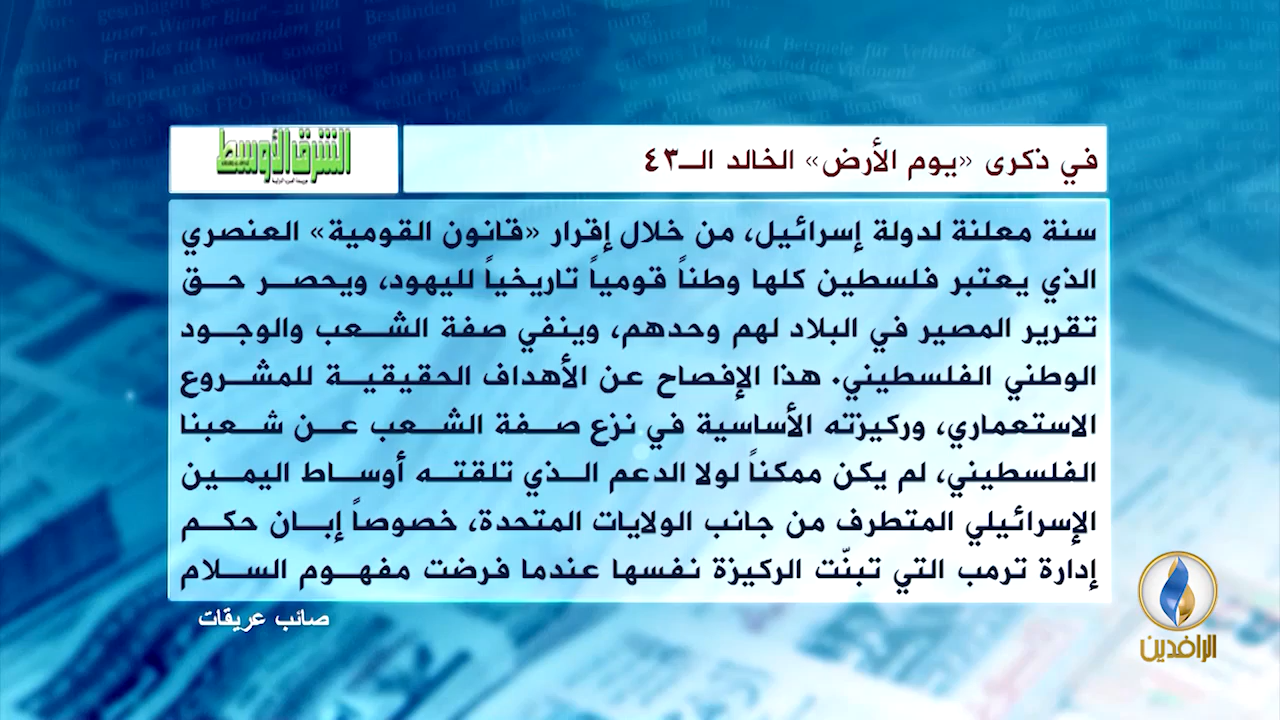 في ذكرى «يوم الأرض» الخالد الـ٤٣
الشرق الأوسط
سنة معلنة لدولة إسرائيل، من خلال إقرار «قانون القومية» العنصري
الذي يعتبر فلسطين كلها وطناً قومياً تاريخياً لليهود، ويحصر حق
تقرير المصير في البلاد لهم وحدهم، وينفي صفة الشعب والوجود
الوطني الفلسطيني. هذا الإفصاح عن الأهداف الحقيقية للمشروع
الاستعماري، وركيزته الأساسية في نزع صفة الشعب عن شعبنا
الفلسطيني، لم يكن ممكناً لولا الدعم الذي تلقته أوساط اليمين
الإسرائيلي المتطرف من جانب الولايات المتحدة، خصوصاً إبان حكم
إدارة ترمب التي تبنّت الركيزة نفسها عندما فرضت مفهوم السلام
صائب عريقات
الرافدين